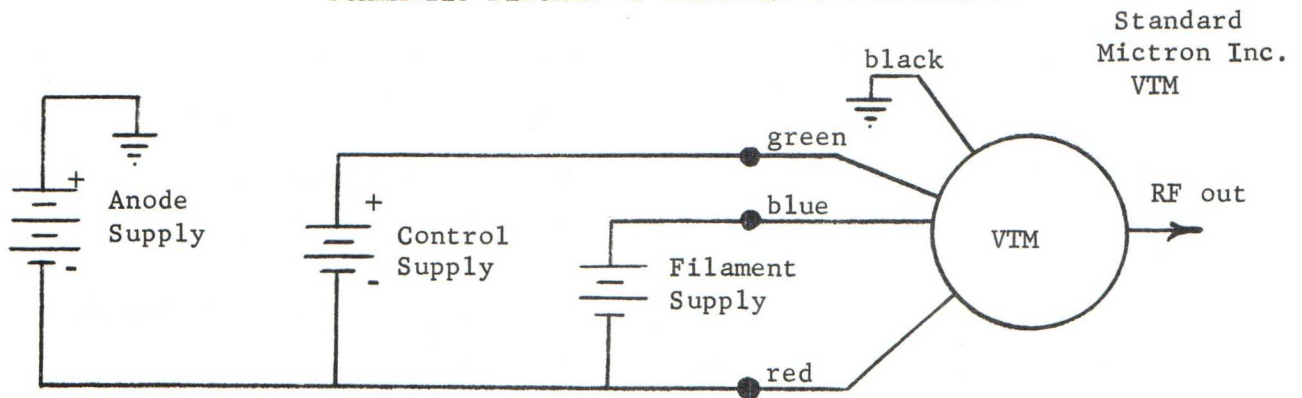 Standard
Mictron Inc.
VTM
black
green
blue
red
+
Anode
Supply
-
+
Control
Supply
-
Filament
Supply
VTM
RF out